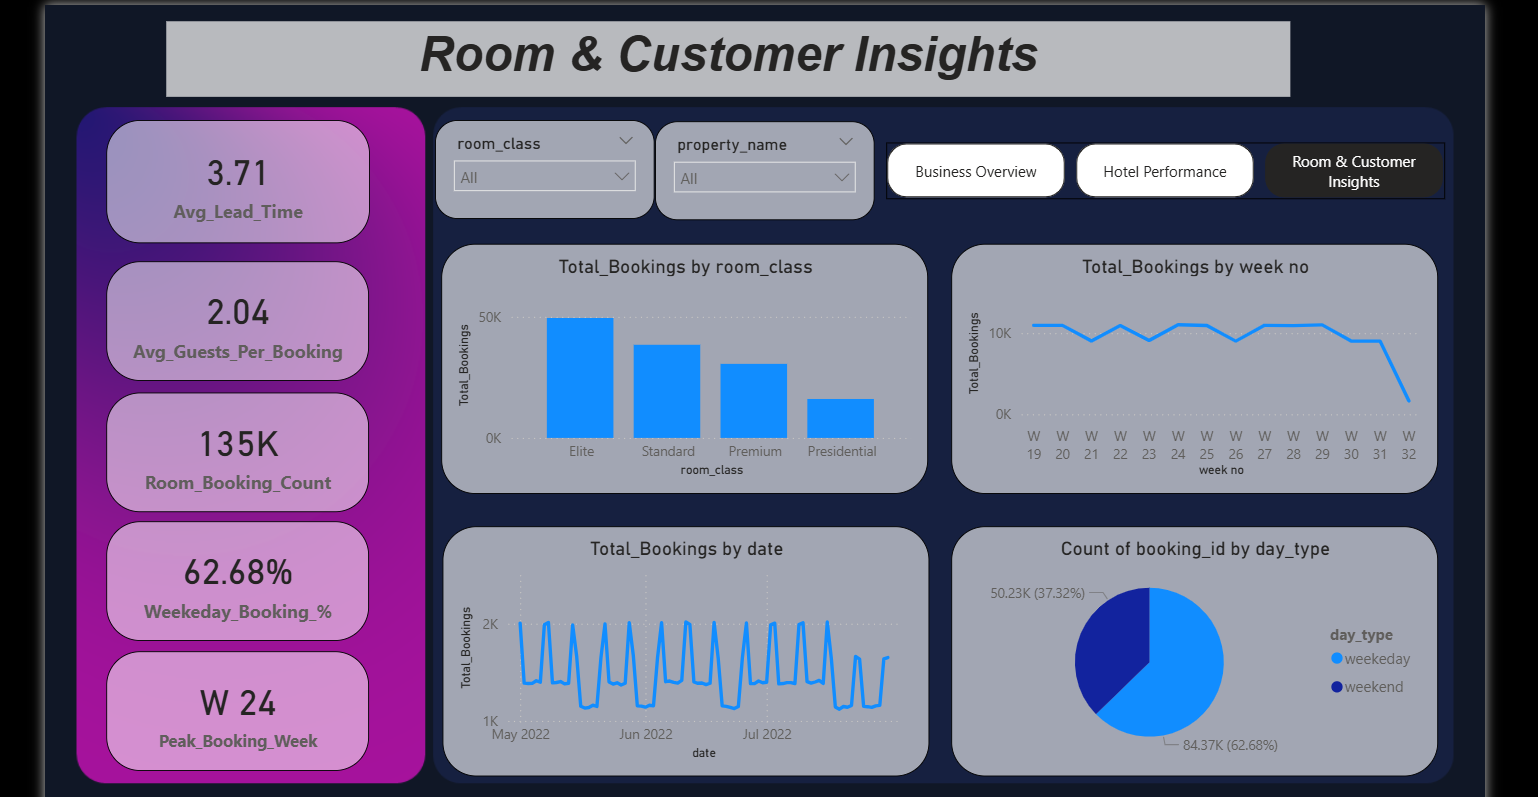 Room & Customer Insights
3.71
Avg_Lead_Time
2.04
Avg_Guests_Per_Booking
135K
Room_Booking_Count
62.68%
Weekeday_Booking_%
W 24
Peak_Booking_Week
room_class
All
property_name
All
Business Overview
Hotel Performance
Room & Customer
Insights
Total_Bookings by room_class
Total_Bookings
50K
0K
Elite Standard Premium Presidential
room_class
Total_Bookings by week no
Total_Bookings
10K
0K
W W W W W W W W W W W W W W
19 20 21 22 23 24 25 26 27 28 29 30 31 32
week no
Total_Bookings by date
Total_Bookings
2K
1K
May 2022 Jun 2022 Jul 2022
date
Count of booking_id by day_type
50.23K (37.32%)
84.37K (62.68%)
day_type
weekeday
weekend